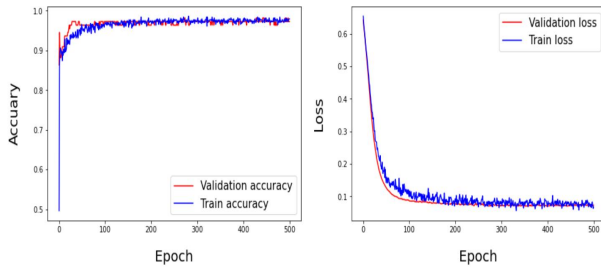 1.0
0.9
0.8
0.7
0.6
0.5
0 100 200 300 400 500
Accuary
Epoch
Validation accuracy
Train accuracy
0.6
0.5
0.4
0.3
0.2
0.1
0 100 200 300 400 500
Loss
Epoch
Validation loss
Train loss